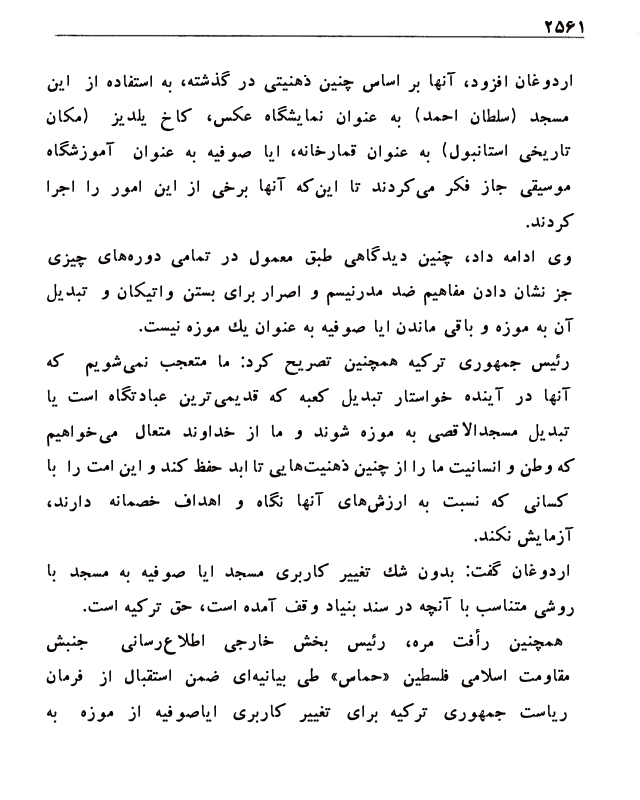 ۲۵۶۱
اردوغان افزود، آنها بر اساس چنین ذهنیتی در گذشته، به استفاده از این
مسجد (سلطان احمد) به عنوان نمایشگاه عکس، کاخ یلدیز (مکان
تاریخی استانبول) به عنوان قمارخانه، ایا صوفیه به عنوان آموزشگاه
موسیقی جاز فکر می‌کردند تا این‌که آنها برخی از این امور را اجرا
کردند.
وی ادامه داد، چنین دیدگاهی طبق معمول در تمامی دوره‌های چیزی
جز نشان دادن مفاهیم ضد مدرنیسم و اصرار برای بستن واتیکان و تبدیل
آن به موزه و باقی ماندن ایا صوفیه به عنوان یك موزه نیست.
رئیس جمهوری ترکیه همچنین تصریح کرد: ما متعجب نمی‌شویم که
آنها در آینده خواستار تبدیل کعبه که قدیمی‌ترین عبادتگاه است یا
تبدیل مسجدالاقصی به موزه شوند و ما از خداوند متعال می‌خواهیم
که وطن و انسانیت ما را از چنین ذهنیت‌هایی تا ابد حفظ کند و این امت را با
کسانی که نسبت به ارزش‌های آنها نگاه و اهداف خصمانه دارند،
آزمایش نکند.
اردوغان گفت: بدون شك تغییر کاربری مسجد ایا صوفیه به مسجد با
روشی متناسب با آنچه در سند بنیاد وقف آمده است، حق ترکیه است.
همچنین رأفت مره، رئیس بخش خارجی اطلاع‌رسانی جنبش
مقاومت اسلامی فلسطین «حماس» طی بیانیه‌ای ضمن استقبال از فرمان
ریاست جمهوری ترکیه برای تغییر کاربری ایاصوفیه از موزه به